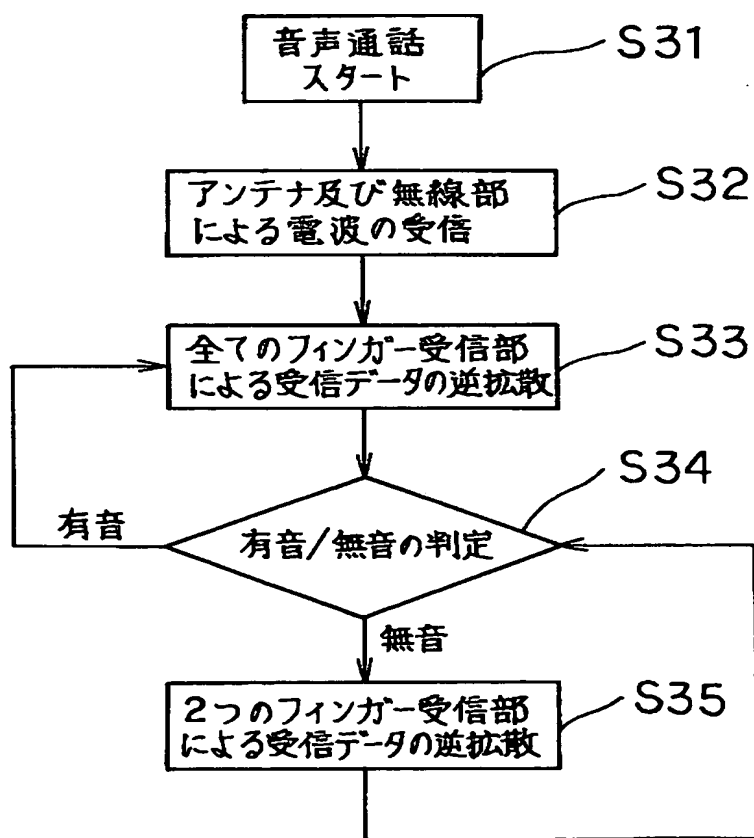 音声通話
スタート
S31
アンテナ及び無線部
による電波の受信
S32
全てのフィンガー受信部
による受信データの逆拡散
S33
S34
有音
有音/無音の判定
無音
2つのフィンガー受信部
による受信データの逆拡散
S35